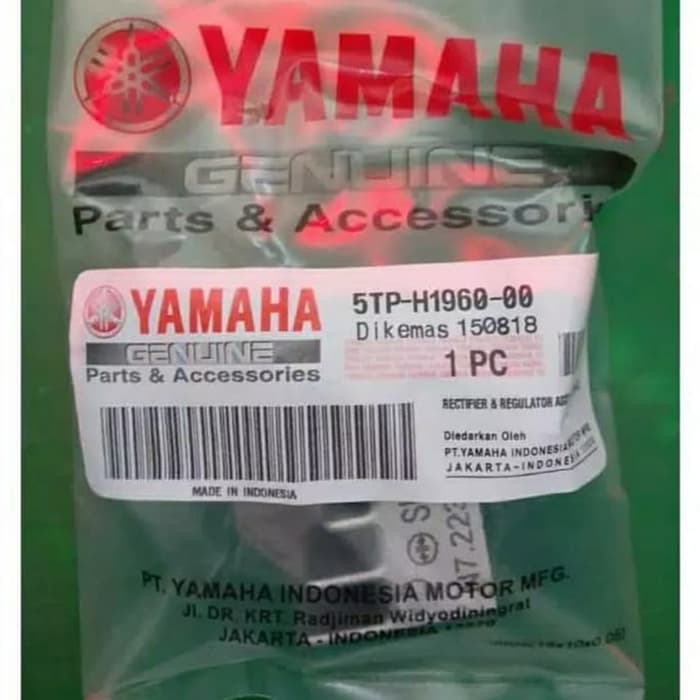 YAMAHA
GENUINE
Parts & Accessori
YAMAHA
GENUINE
Parts & Accessories
5TP-H1960-00
Dikemas 150818
1 PC
RECTIFIER & REGULATOR
Diedarkan Oleh
PT.YAMAHA INDONESIA
JAKARTA-INDONESIA
MADE IN INDONESIA
PT. YAMAHA INDONESIA MOTOR MFG.
Jl. DR. KRT. Radjiman Widyodiningrat
JAKARTA - INDONESIA